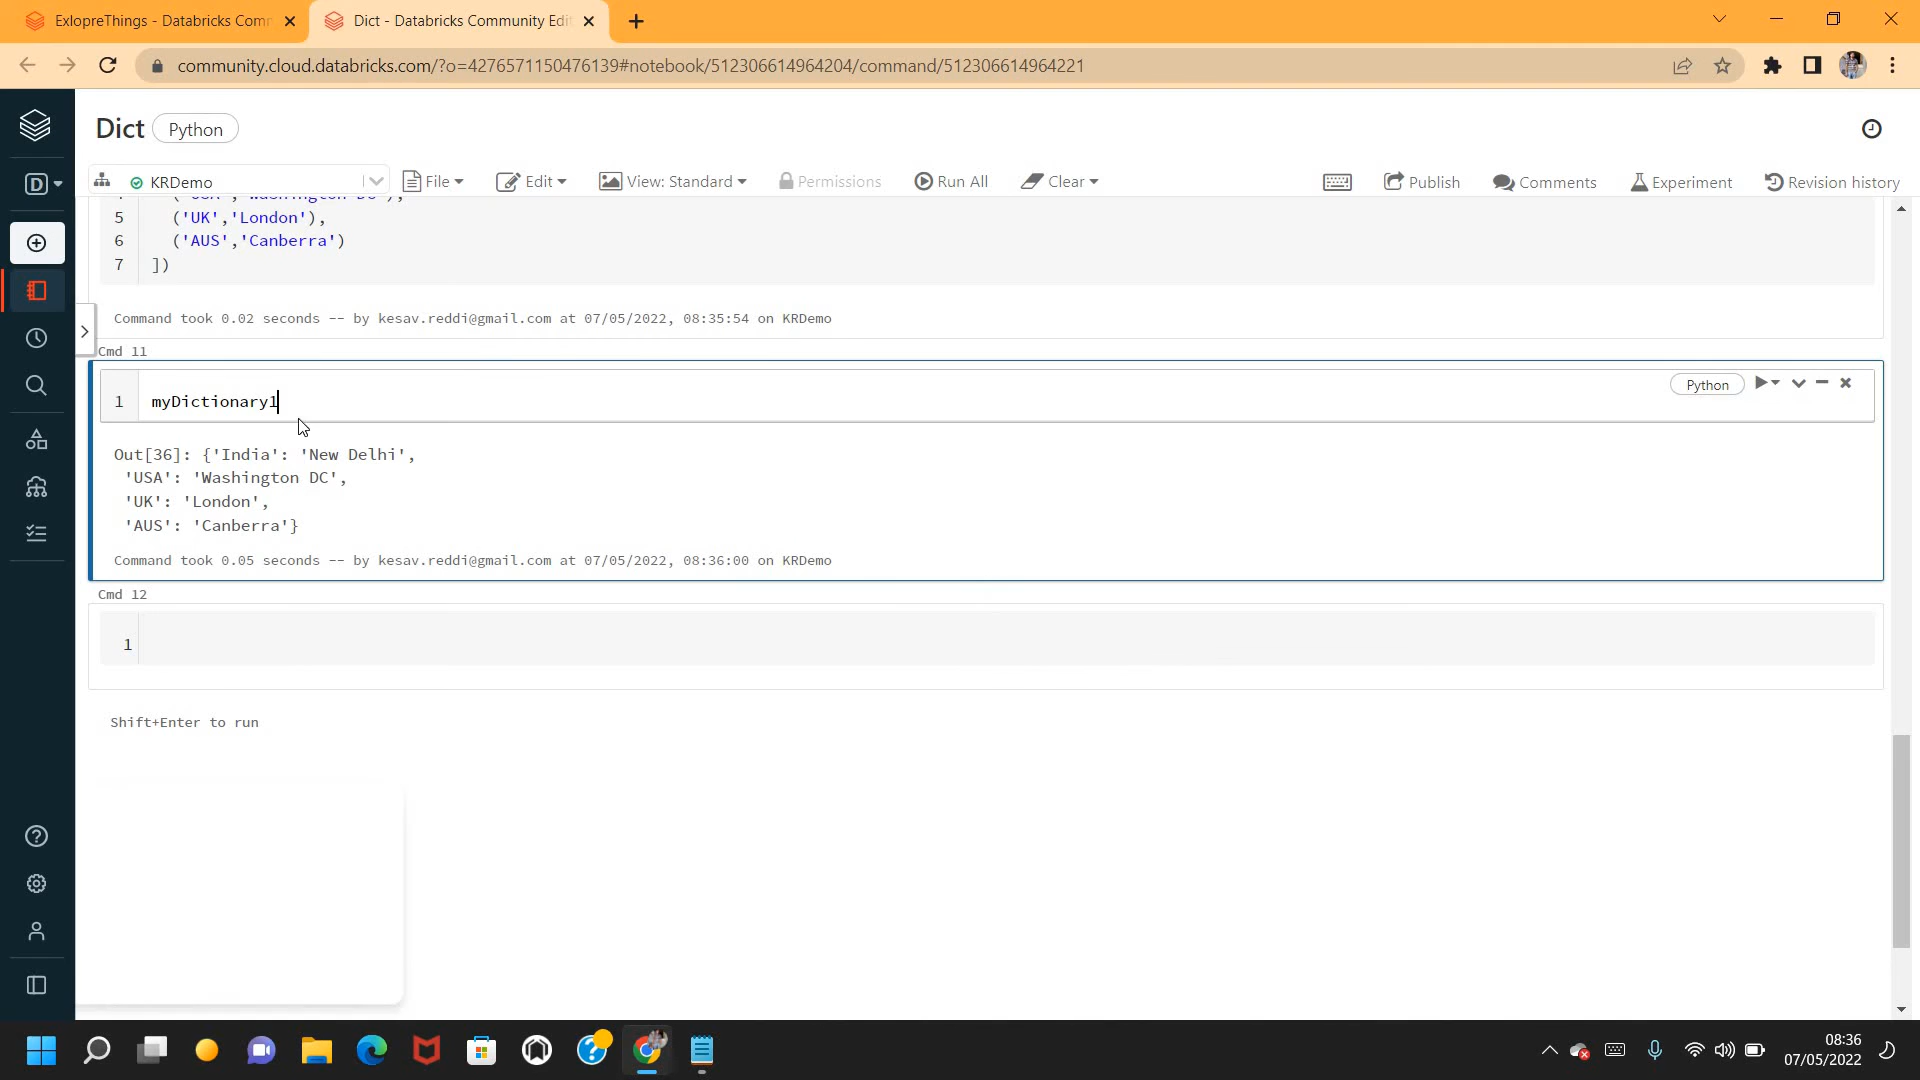 ExlopreThings - Databricks Com
Dict - Databricks Community Edi
community.cloud.databricks.com/?o=4276571150476139#notebook/512306614964204/command/512306614964221
Dict
Python
D
KRDemo
File
Edit
View: Standard
Permissions
Run All
Clear
Publish
Comments
Experiment
Revision history
5 ('UK','London'),
6 ('AUS','Canberra')
7 ])
Command took 0.02 seconds -- by kesav.reddi@gmail.com at 07/05/2022, 08:35:54 on KRDemo
Cmd 11
Python
1 myDictionary1
Out[36]: {'India': 'New Delhi',
'USA': 'Washington DC',
'UK': 'London',
'AUS': 'Canberra'}
Command took 0.05 seconds -- by kesav.reddi@gmail.com at 07/05/2022, 08:36:00 on KRDemo
Cmd 12
1
Shift+Enter to run
08:36
07/05/2022